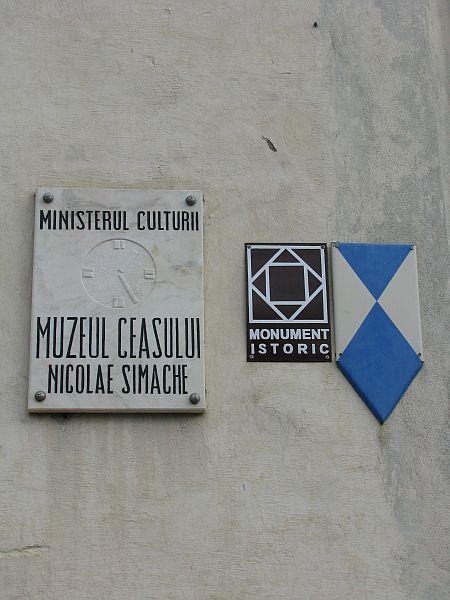 MINISTERUL CULTURII
MUZEUL CEASULUI
NICOLAE SIMACHE
MONUMENT
ISTORIC